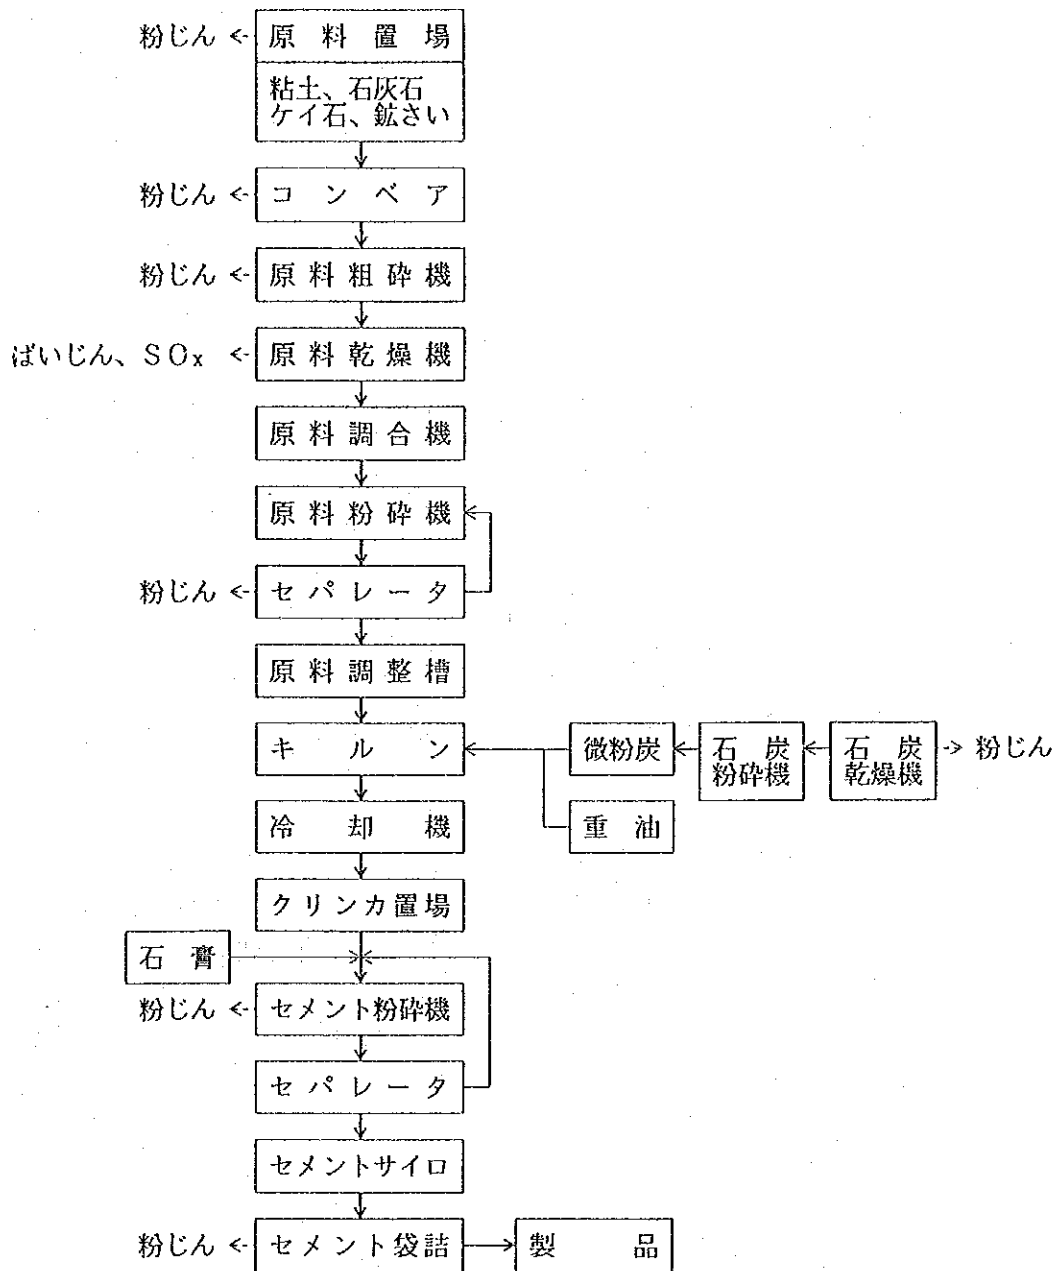 粉じん
原料置場
粘土、石灰石
ケイ石、鉱さい
粉じん
コンベア
粉じん
原料粗砕機
ばいじん、SOx
原料乾燥機
原料調合機
原料粉砕機
粉じん
セパレータ
原料調整槽
キルン
微粉炭
石炭
粉砕機
石炭
乾燥機
粉じん
冷却機
重油
クリンカ置場
石膏
粉じん
セメント粉砕機
セパレータ
セメントサイロ
粉じん
セメント袋詰
製品